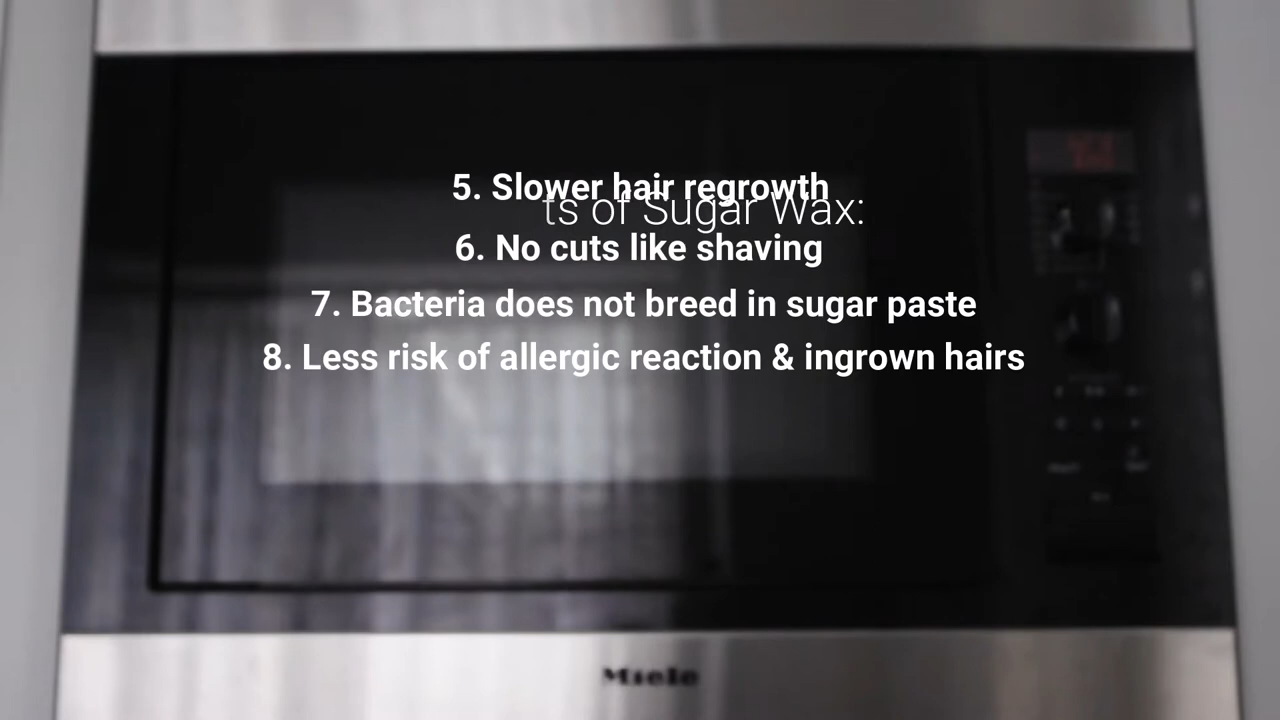 5. Slower hair regrowth
ts of Sugar Wax:
6. No cuts like shaving
7. Bacteria does not breed in sugar paste
8. Less risk of allergic reaction & ingrown hairs
Miele